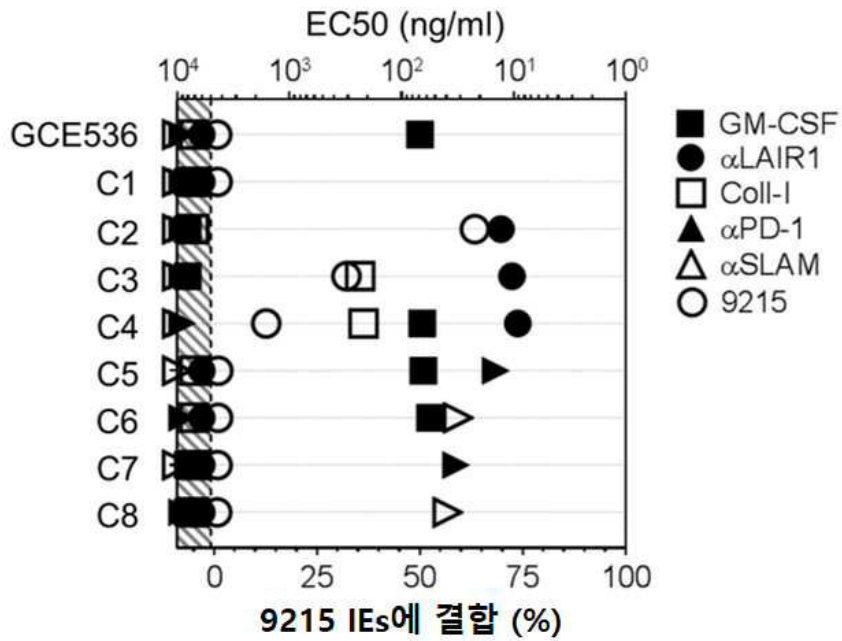 EC50 (ng/ml)
10⁴ 10³ 10² 10¹ 10⁰
GCE536
C1
C2
C3
C4
C5
C6
C7
C8
GM-CSF
αLAIR1
Coll-I
αPD-1
αSLAM
9215
0 25 50 75 100
9215 IEs에 결합 (%)